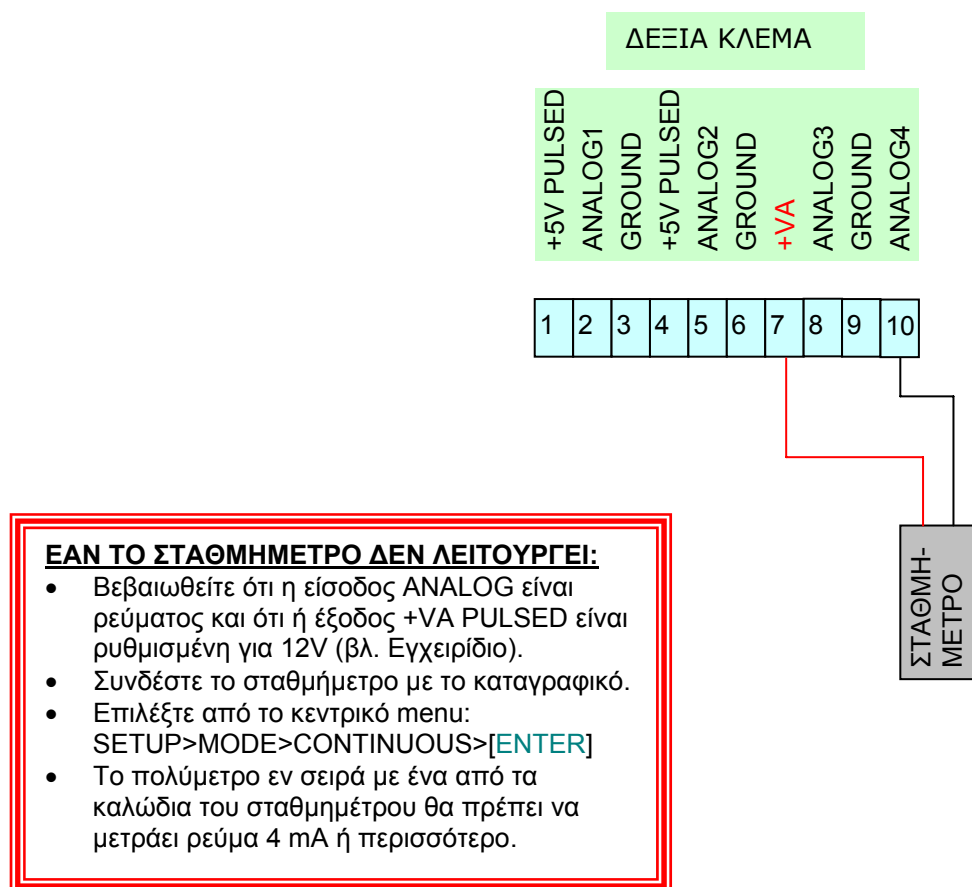 ΔΕΞΙΑ ΚΛΕΜΑ
+5V PULSED
ANALOG1
GROUND
+5V PULSED
ANALOG2
GROUND
+VA
ANALOG3
GROUND
ANALOG4
1 2 3 4 5 6 7 8 9 10
ΣΤΑΘΜΗ-
ΜΕΤΡΟ
ΕΑΝ ΤΟ ΣΤΑΘΜΗΜΕΤΡΟ ΔΕΝ ΛΕΙΤΟΥΡΓΕΙ:
• Βεβαιωθείτε ότι η είσοδος ANALOG είναι
ρεύματος και ότι ή έξοδος +VA PULSED είναι
ρυθμισμένη για 12V (βλ. Εγχειρίδιο).
• Συνδέστε το σταθμήμετρο με το καταγραφικό.
• Επιλέξτε από το κεντρικό menu:
SETUP>MODE>CONTINUOUS>[ENTER]
• Το πολύμετρο εν σειρά με ένα από τα
καλώδια του σταθμημέτρου θα πρέπει να
μετράει ρεύμα 4 mA ή περισσότερο.